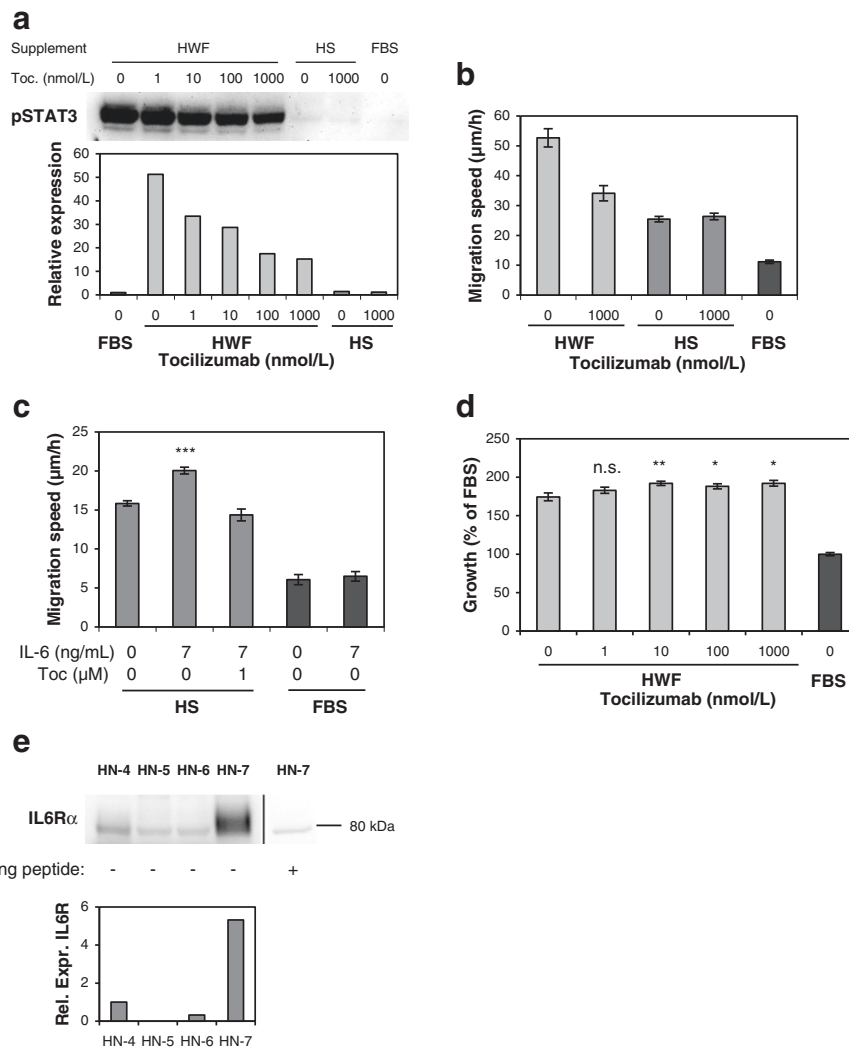 a
Supplement HWF HS FBS
Toc. (nmol/L) 0 1 10 100 1000 0 1000 0
pSTAT3
Relative expression
60
50
40
30
20
10
0
0 0 1 10 100 1000 0 1000
FBS HWF HS
Tocilizumab (nmol/L)
b
Migration speed (µm/h)
60
50
40
30
20
10
0
0 1000 0 1000 0
HWF HS FBS
Tocilizumab (nmol/L)
c
Migration speed (µm/h)
25
20
15
10
5
0
***
IL-6 (ng/mL) 0 7 7 0 7
Toc (µM) 0 0 1 0 0
HS FBS
d
Growth (% of FBS)
250
200
150
100
50
0
n.s. ** * *
0 1 10 100 1000 0
HWF FBS
Tocilizumab (nmol/L)
e
HN-4 HN-5 HN-6 HN-7 HN-7
IL6Rα
80 kDa
ng peptide: - - - - +
Rel. Expr. IL6R
6
4
2
0
HN-4 HN-5 HN-6 HN-7